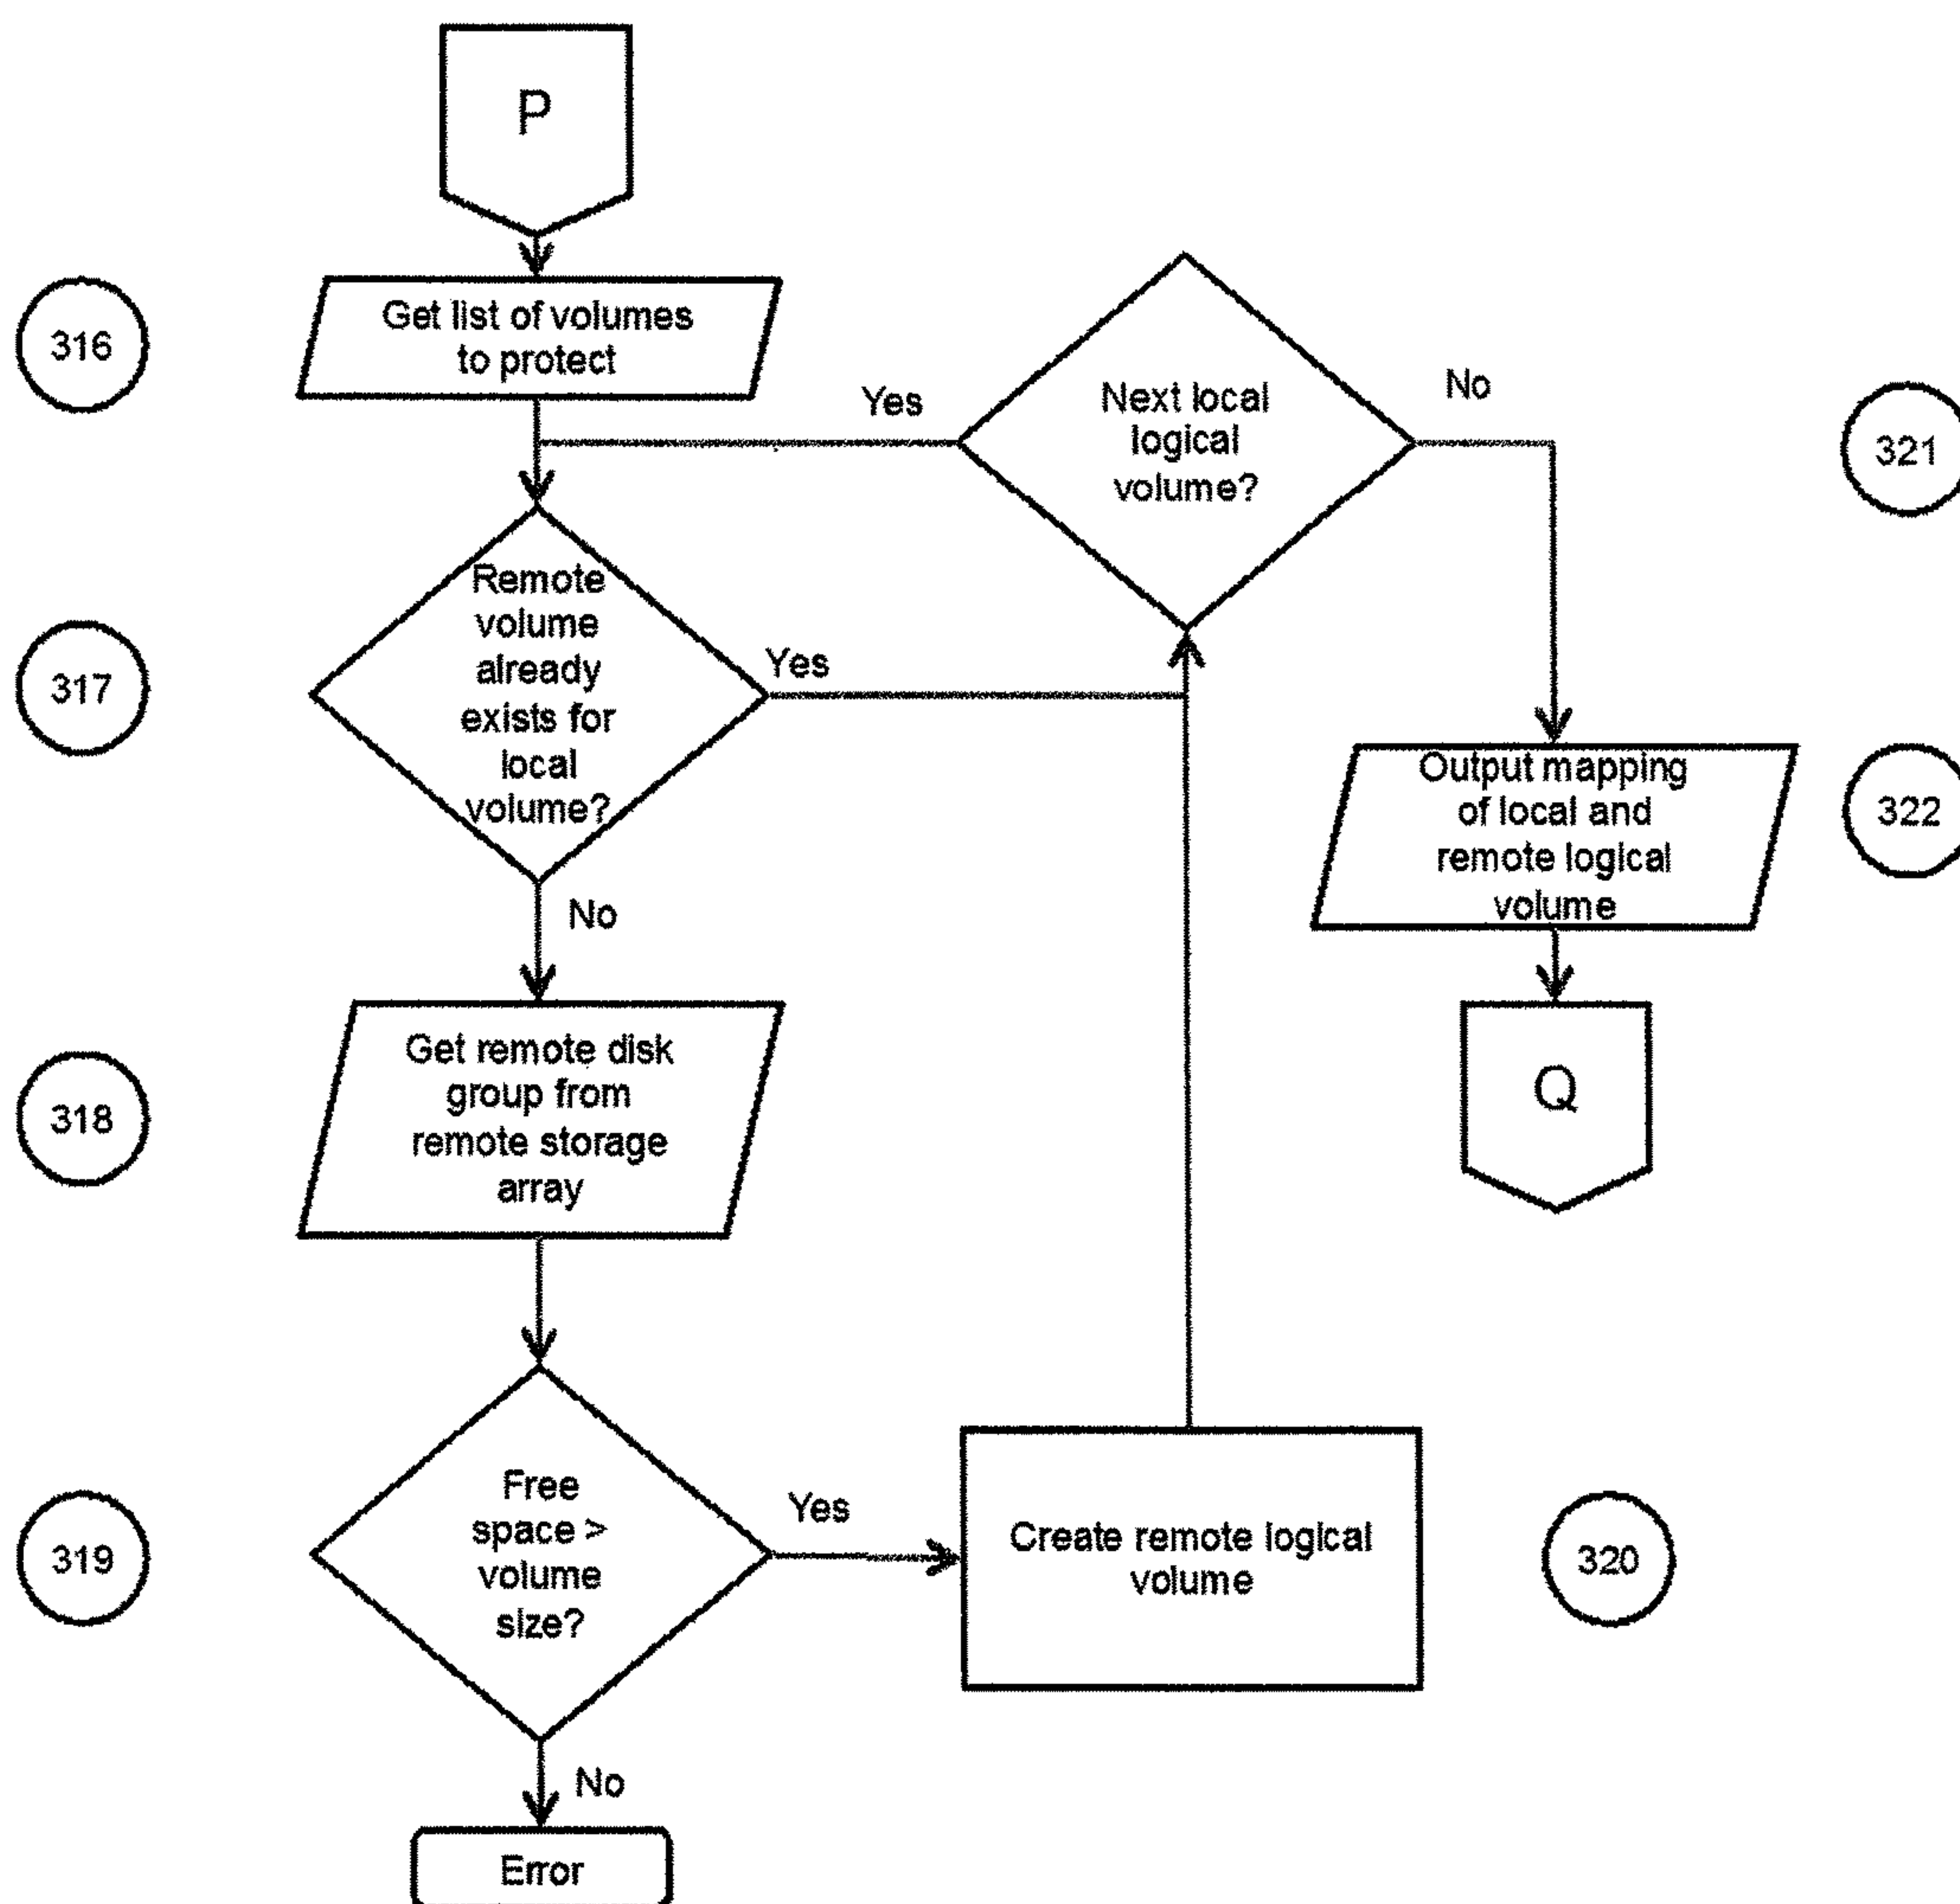 P
316
Get list of volumes
to protect
Yes
Next local
logical
volume?
No
321
317
Remote
volume
already
exists for
local
volume?
Yes
Output mapping
of local and
remote logical
volume
322
No
318
Get remote disk
group from
remote storage
array
Q
319
Free
space >
volume
size?
Yes
Create remote logical
volume
320
No
Error